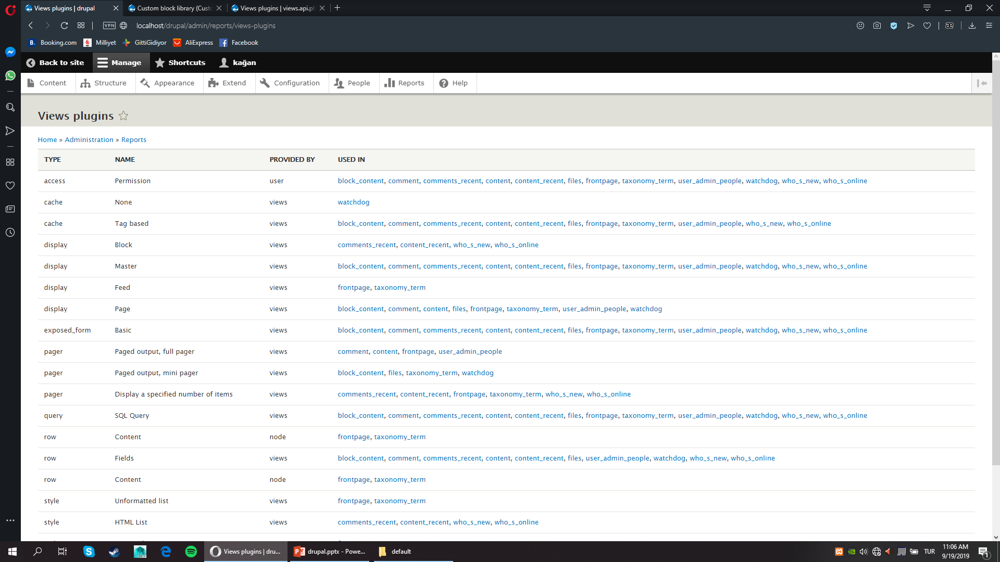 Views plugins | drupal
Custom block library (Cust
Views plugins | views.api.ph
VPN
localhost/drupal/admin/reports/views-plugins
B. Booking.com Milliyet GittiGidiyor AliExpress Facebook
Back to site Manage Shortcuts kağan
Content Structure Appearance Extend Configuration People Reports Help
Views plugins
Home » Administration » Reports
TYPE NAME PROVIDED BY USED IN
access Permission user block_content, comment, comments_recent, content, content_recent, files, frontpage, taxonomy_term, user_admin_people, watchdog, who_s_new, who_s_online
cache None views watchdog
cache Tag based views block_content, comment, comments_recent, content, content_recent, files, frontpage, taxonomy_term, user_admin_people, who_s_new, who_s_online
display Block views comments_recent, content_recent, who_s_new, who_s_online
display Master views block_content, comment, comments_recent, content, content_recent, files, frontpage, taxonomy_term, user_admin_people, watchdog, who_s_new, who_s_online
display Feed views frontpage, taxonomy_term
display Page views block_content, comment, content, files, frontpage, taxonomy_term, user_admin_people, watchdog
exposed_form Basic views block_content, comment, comments_recent, content, content_recent, files, frontpage, taxonomy_term, user_admin_people, watchdog, who_s_new, who_s_online
pager Paged output, full pager views comment, content, frontpage, user_admin_people
pager Paged output, mini pager views block_content, files, taxonomy_term, watchdog
pager Display a specified number of items views comments_recent, content_recent, frontpage, taxonomy_term, who_s_new, who_s_online
query SQL Query views block_content, comment, comments_recent, content, content_recent, files, frontpage, taxonomy_term, user_admin_people, watchdog, who_s_new, who_s_online
row Content node frontpage, taxonomy_term
row Fields views block_content, comment, comments_recent, content, content_recent, files, user_admin_people, watchdog, who_s_new, who_s_online
row Content node frontpage, taxonomy_term
style Unformatted list views frontpage, taxonomy_term
style HTML List views comments_recent, content_recent, who_s_new, who_s_online
Views plugins | dru...
drupal.pptx - Powe...
default
TUR
11:06 AM
9/19/2019
1